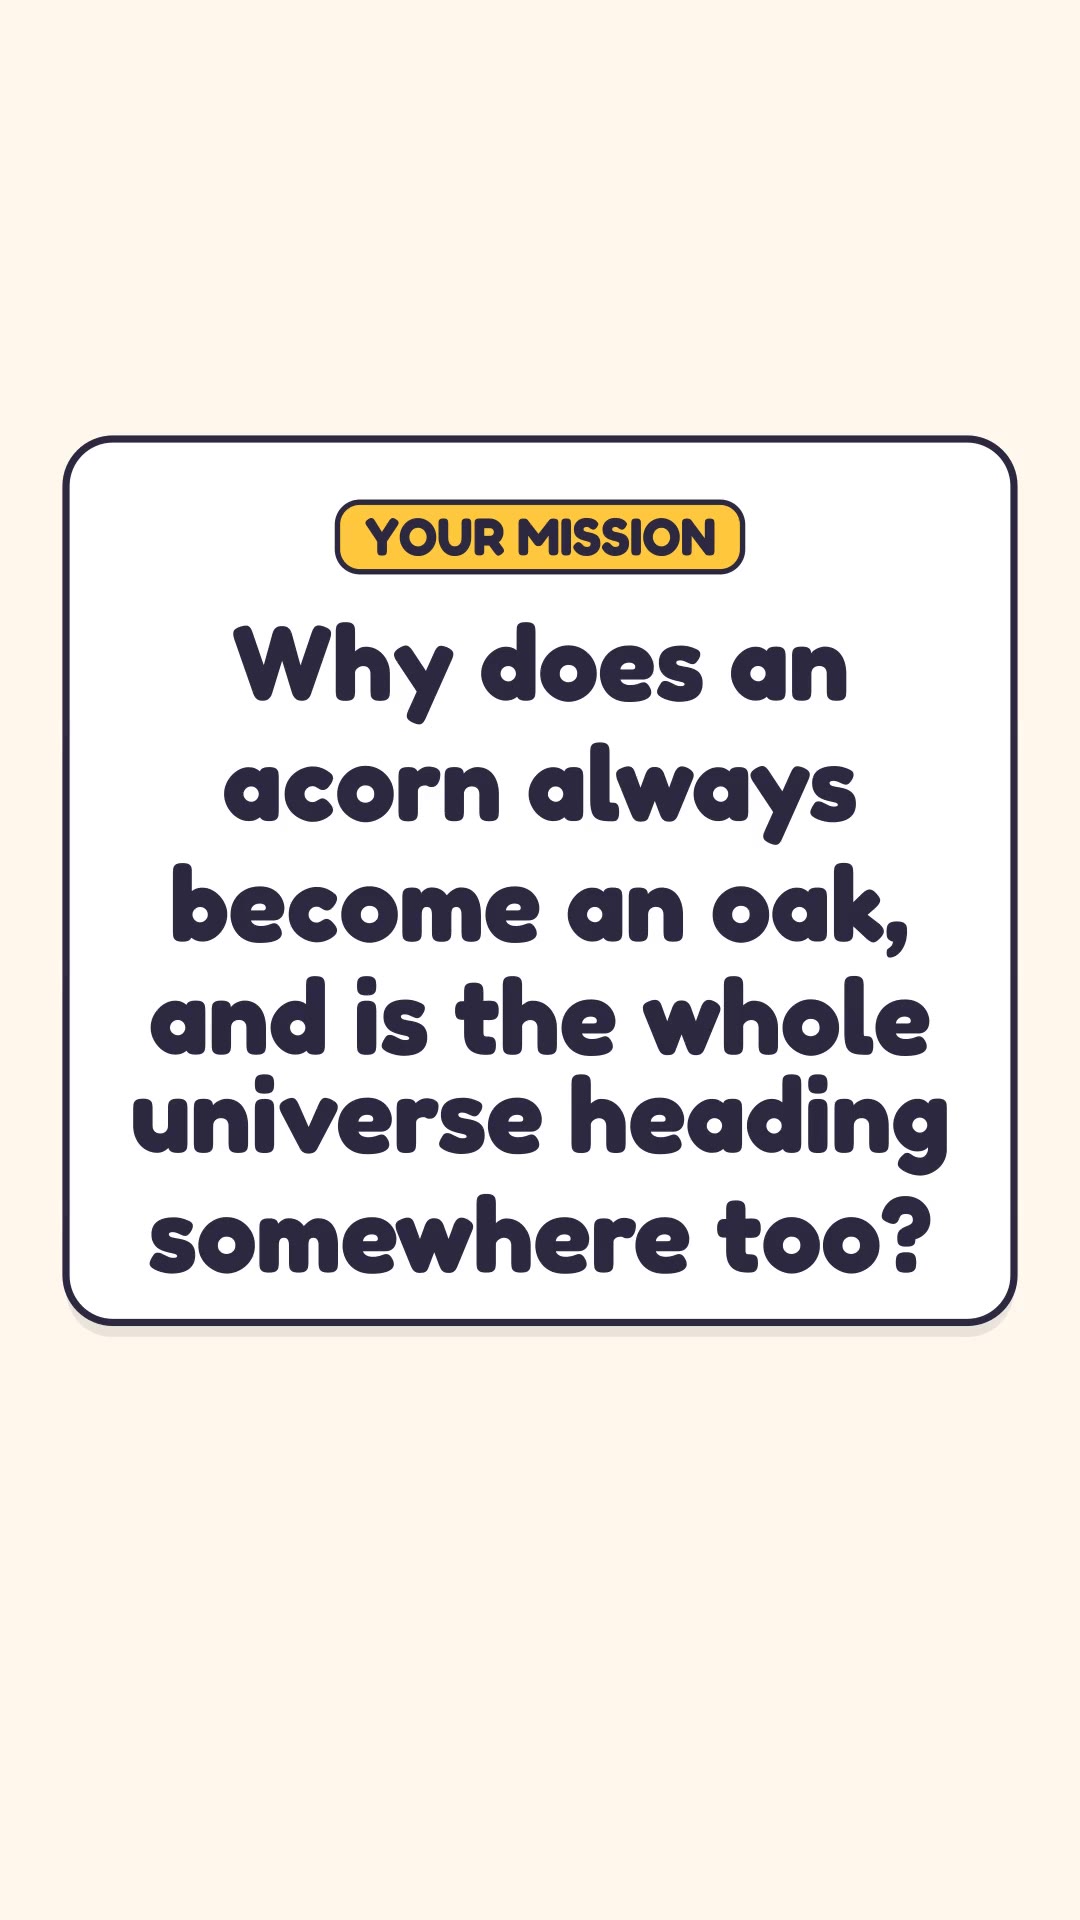 YOUR MISSION
Why does an
acorn always
become an oak,
and is the whole
universe heading
somewhere too?